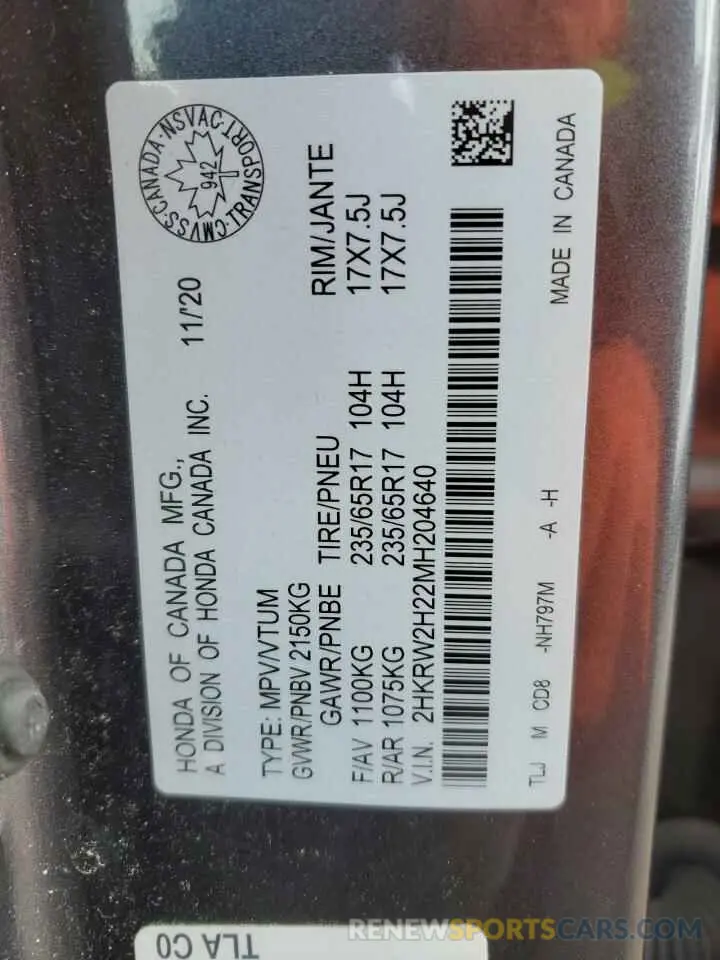 HONDA OF CANADA MFG.,
A DIVISION OF HONDA CANADA INC. 11/'20
CMVSS · CANADA · NSVAC · TRANSPORT
942
TYPE: MPV/VTUM
GVWR/PNBV 2150KG
GAWR/PNBE TIRE/PNEU RIM/JANTE
F/AV 1100KG 235/65R17 104H 17X7.5J
R/AR 1075KG 235/65R17 104H 17X7.5J
V.I.N. 2HKRW2H22MH204640
TLJ M CD8 -NH797M -A -H MADE IN CANADA
TLA C0
RENEWSPORTSCARS.COM